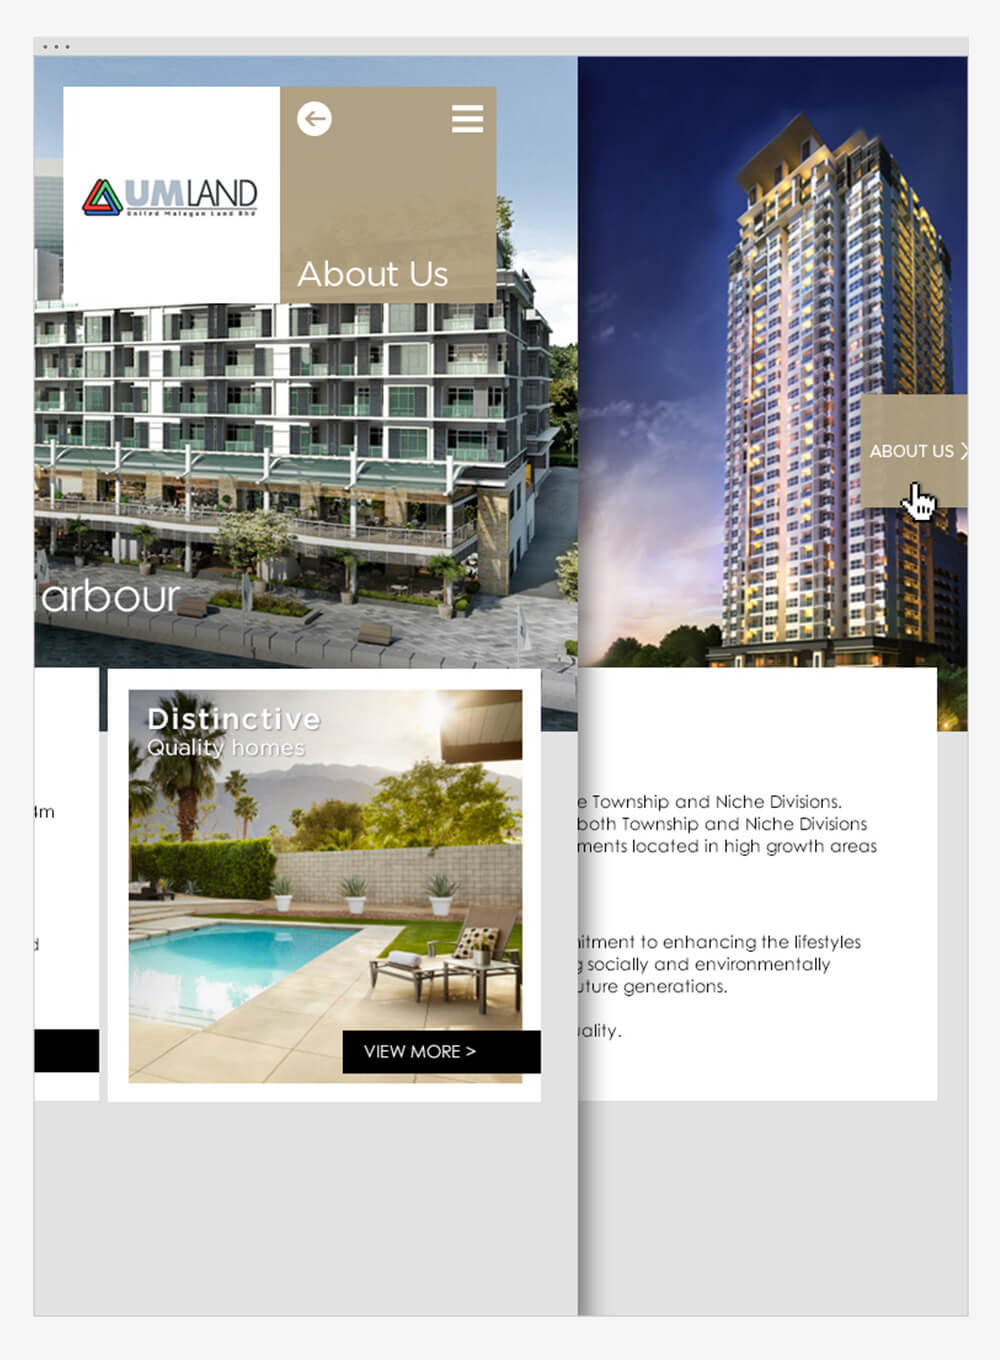 UMLAND
United Malayan Land Bhd
About Us
ABOUT US >
arbour
Distinctive
Quality homes
4m
d
VIEW MORE >
e Township and Niche Divisions.
both Township and Niche Divisions
ments located in high growth areas
itment to enhancing the lifestyles
g socially and environmentally
uture generations.
ality.